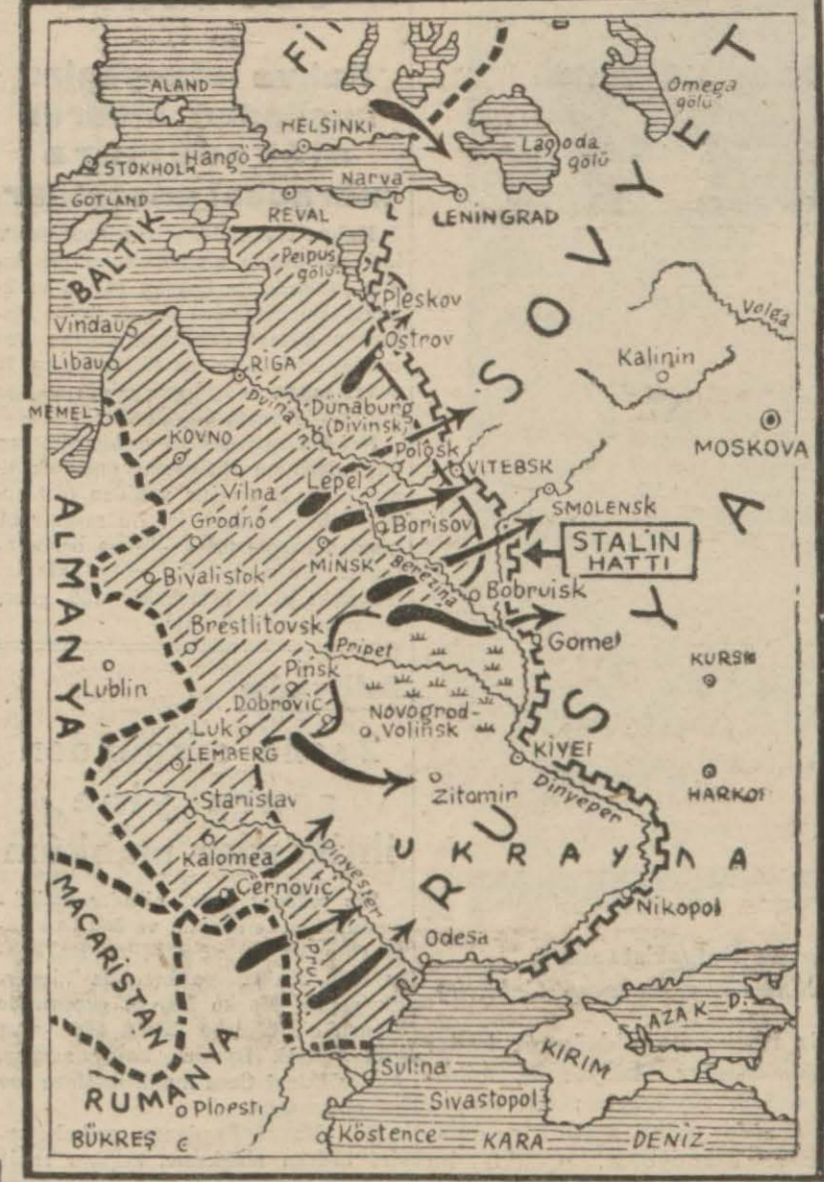 Fİ
SOVYET
RUSYA
ALAND
HELSİNKİ
Omega
gölü
STOKHOLM
Hangö
Lagoda
gölü
GOTLAND
Narva
REVAL
LENİNGRAD
BALTIK
Peipus
gölü
Pleskov
Volga
Vindau
Ostrov
Libau
RİGA
Kalinin
MEMEL
Dvina
Dünaburg
(Divinsk)
MOSKOVA
KOVNO
Polosk
VİTEBSK
Vilna
Lepel
SMOLENSK
Grodno
Borisov
STALİN
HATTI
MİNSK
Berezina
ALMANYA
Biyalistok
Bobruisk
Brestlitovsk
Gomel
Pripet
KURSK
Lublin
Pinsk
Dobroviç
Novogrod-
Volinsk
Luk
KİYEF
LEMBERG
Zitomir
Dinyeper
HARKOF
Stanislav
Dinyester
UKRAYNA
Kalomea
Çernoviç
MACARİSTAN
Nikopol
Prut
Odesa
AZAK D.
KIRIM
Sulina
RUMANYA
Ploesti
Sivastopol
BÜKREŞ
Köstence
KARA DENİZ